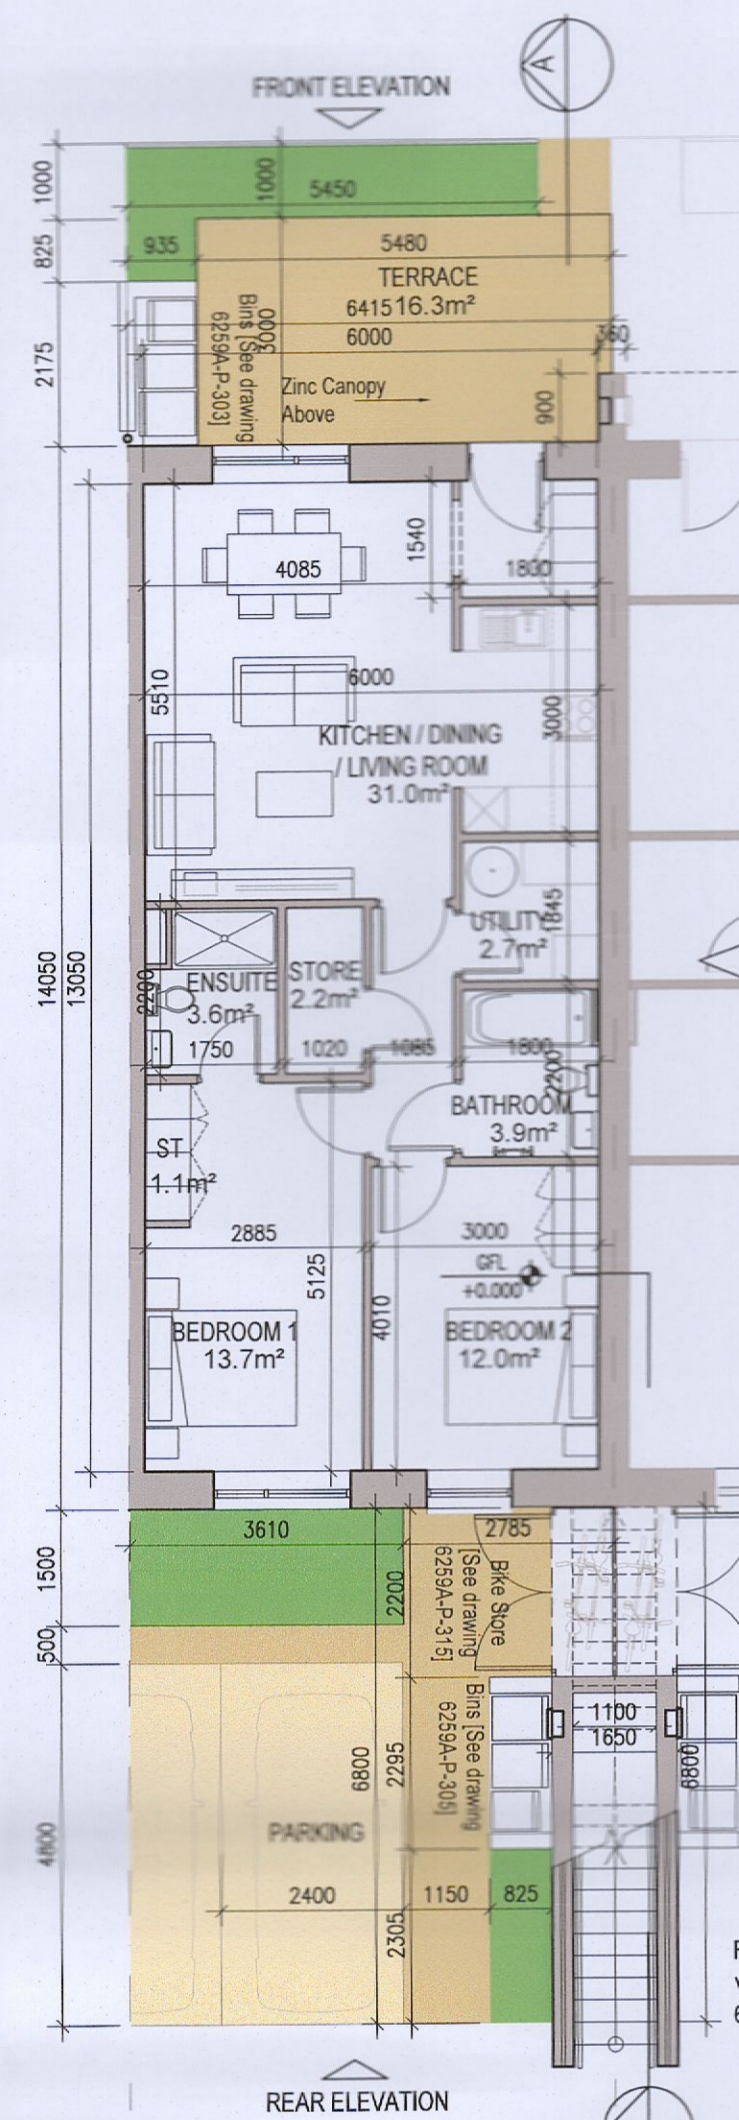 A
FRONT ELEVATION
1000
1000
5450
825
935
5480
TERRACE
6415 16.3m²
6000
360
2175
3000
Bins [See drawing
6259A-P-303]
Zinc Canopy
Above
900
1540
4085
1800
5510
6000
3000
KITCHEN / DINING
/ LIVING ROOM
31.0m²
14050
13050
UTILITY
2.7m²
1845
2200
ENSUITE
3.6m²
STORE
2.2m²
1750
1020
1085
1800
2200
BATHROOM
3.9m²
ST
1.1m²
2885
3000
5125
GFL
+0.000
4010
BEDROOM 1
13.7m²
BEDROOM 2
12.0m²
3610
2785
1500
2200
Bike Store
[See drawing
6259A-P-315]
500
Bins [See drawing
6259A-P-305]
1100
1650
6800
2295
6800
4800
PARKING
2400
1150
825
2305
REAR ELEVATION